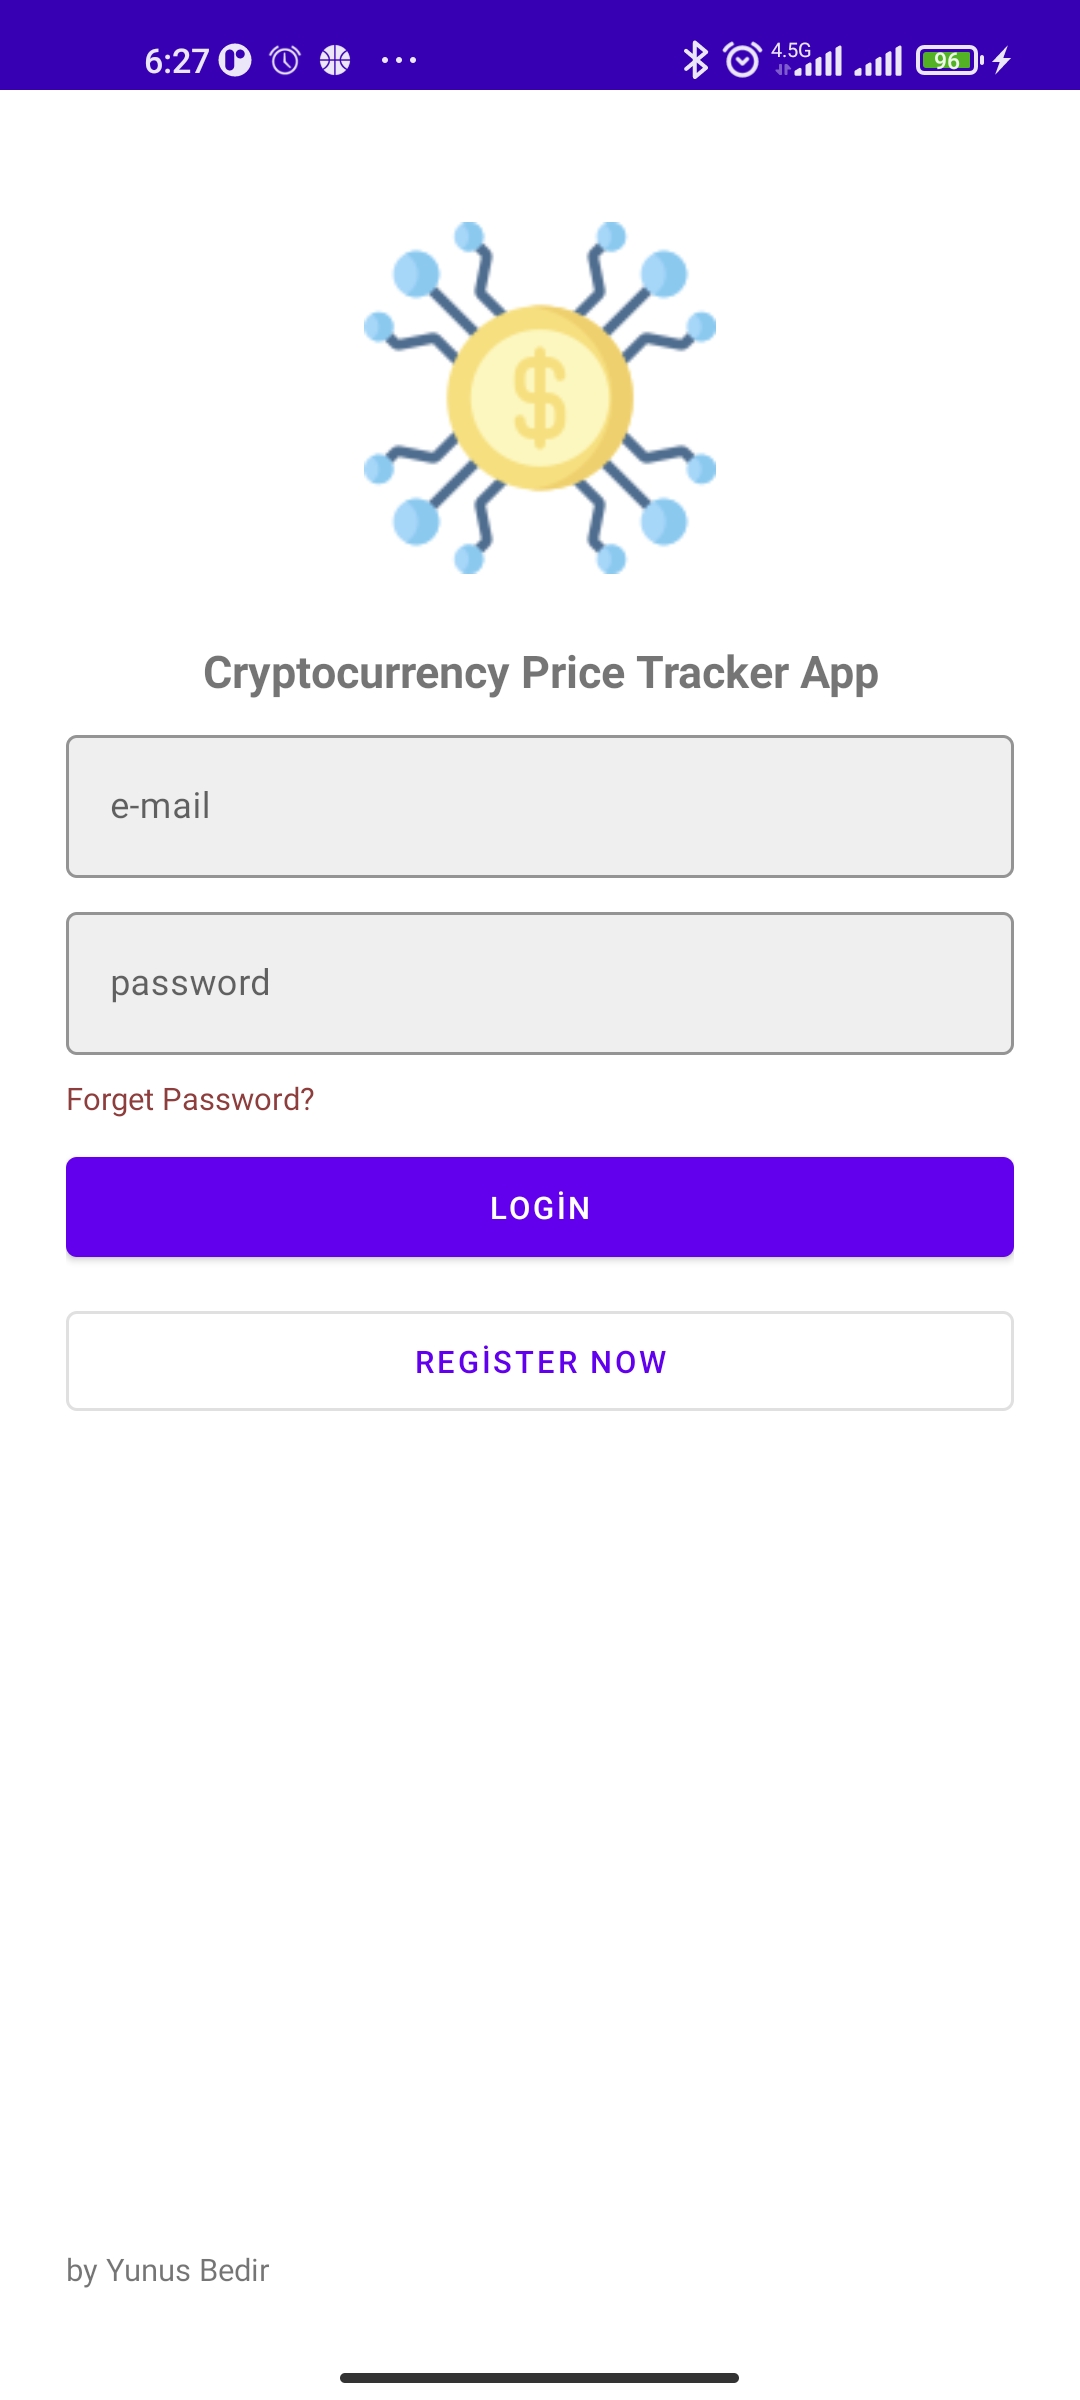 6:27 4.5G 96
$
Cryptocurrency Price Tracker App
e-mail
password
Forget Password?
LOGİN
REGİSTER NOW
by Yunus Bedir